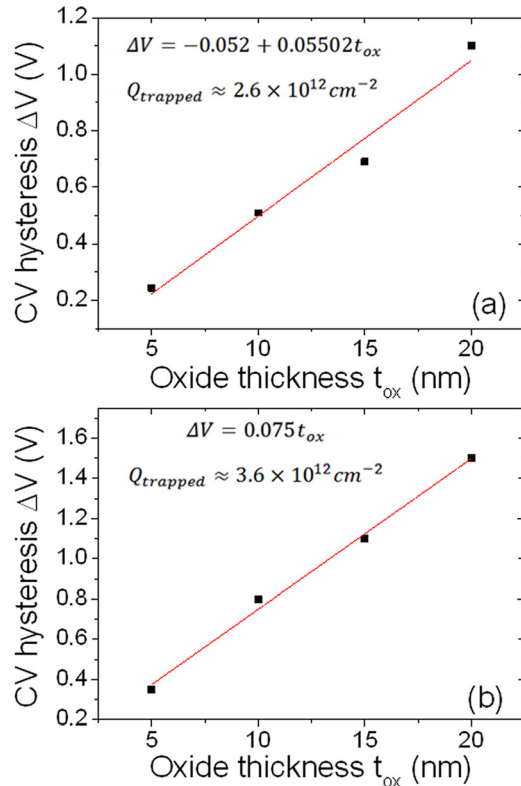 1.2
1.0
0.8
0.6
0.4
0.2
CV hysteresis ΔV (V)
ΔV = −0.052 + 0.05502t_ox
Q_trapped ≈ 2.6 × 10^12 cm^−2
(a)
5 10 15 20
Oxide thickness t_ox (nm)
1.6
1.4
1.2
1.0
0.8
0.6
0.4
0.2
CV hysteresis ΔV (V)
ΔV = 0.075t_ox
Q_trapped ≈ 3.6 × 10^12 cm^−2
(b)
5 10 15 20
Oxide thickness t_ox (nm)